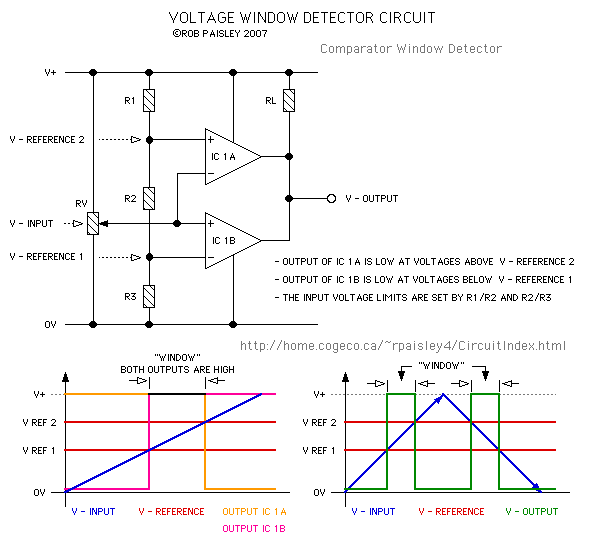 VOLTAGE WINDOW DETECTOR CIRCUIT
©ROB PAISLEY 2007
Comparator Window Detector
V+
R1
RL
V - REFERENCE 2
+
IC 1A
-
R2
RV
V - OUTPUT
V - INPUT
+
IC 1B
-
V - REFERENCE 1
- OUTPUT OF IC 1A IS LOW AT VOLTAGES ABOVE V - REFERENCE 2
- OUTPUT OF IC 1B IS LOW AT VOLTAGES BELOW V - REFERENCE 1
- THE INPUT VOLTAGE LIMITS ARE SET BY R1/R2 AND R2/R3
R3
0V
http://home.cogeco.ca/~rpaisley4/CircuitIndex.html
"WINDOW"
BOTH OUTPUTS ARE HIGH
V+
V REF 2
V REF 1
0V
V - INPUT
V - REFERENCE
OUTPUT IC 1A
OUTPUT IC 1B
"WINDOW"
V+
V REF 2
V REF 1
0V
V - INPUT
V - REFERENCE
V - OUTPUT